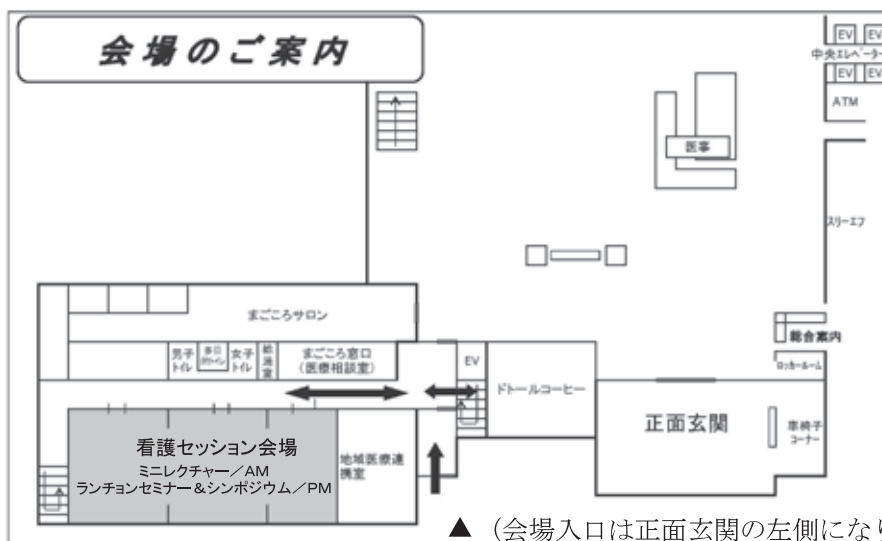 会場のご案内
EV EV
中央エレベーター
EV EV
ATM
医事
スリーエフ
まごころサロン
総合案内
男子
トイレ
多目的トイレ
女子
トイレ
給湯室
まごころ窓口
(医療相談室)
EV
ドトールコーヒー
ロッカールーム
正面玄関
車椅子
コーナー
看護セッション会場
ミニレクチャー/AM
ランチョンセミナー&シンポジウム/PM
地域医療連
携室
▲(会場入口は正面玄関の左側にな